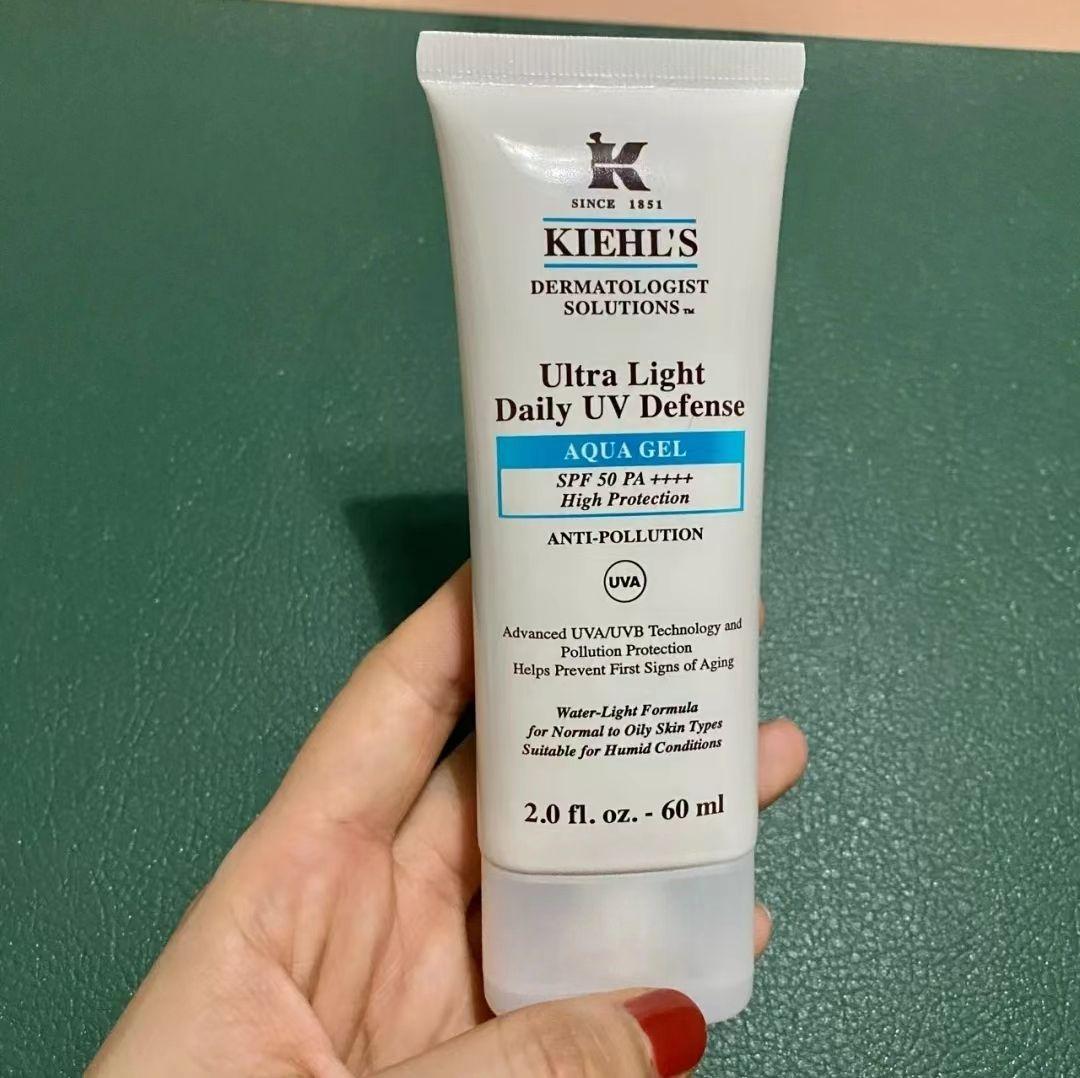 K
SINCE 1851
KIEHL'S
DERMATOLOGIST
SOLUTIONS™
Ultra Light
Daily UV Defense
AQUA GEL
SPF 50 PA ++++
High Protection
ANTI-POLLUTION
UVA
Advanced UVA/UVB Technology and
Pollution Protection
Helps Prevent First Signs of Aging
Water-Light Formula
for Normal to Oily Skin Types
Suitable for Humid Conditions
2.0 fl. oz. - 60 ml